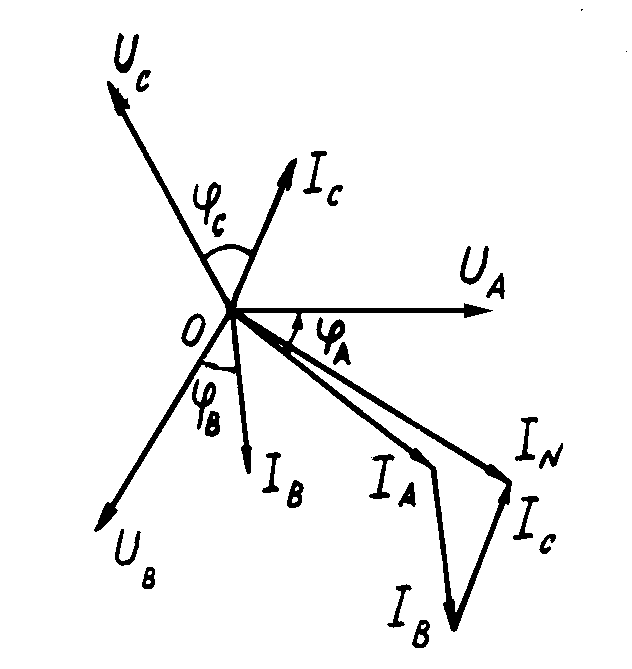 U_C
I_C
φ_C
U_A
O
φ_A
φ_B
I_B
I_A
I_N
I_C
U_B
I_B